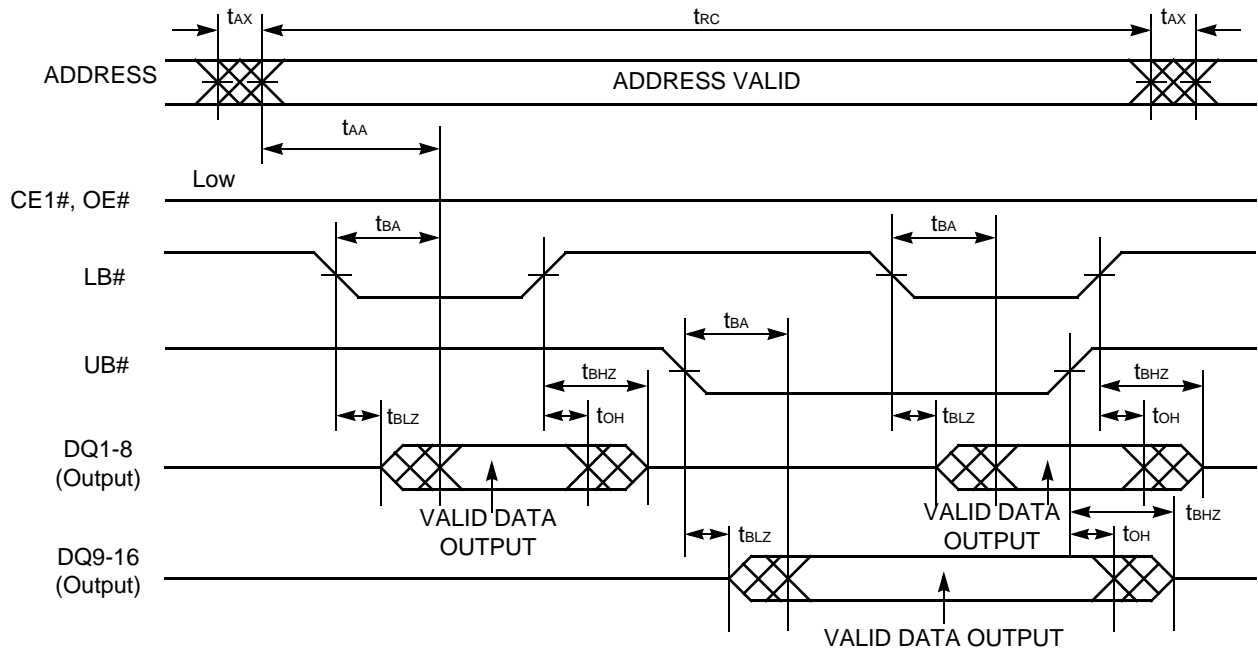 tAX tRC tAX
ADDRESS ADDRESS VALID
tAA
Low
CE1#, OE#
tBA tBA
LB#
tBA
UB#
tBHZ tBHZ
tBLZ tOH tBLZ tOH
DQ1-8
(Output)
VALID DATA
OUTPUT
VALID DATA
OUTPUT
tBHZ
tBLZ tOH
DQ9-16
(Output)
VALID DATA OUTPUT